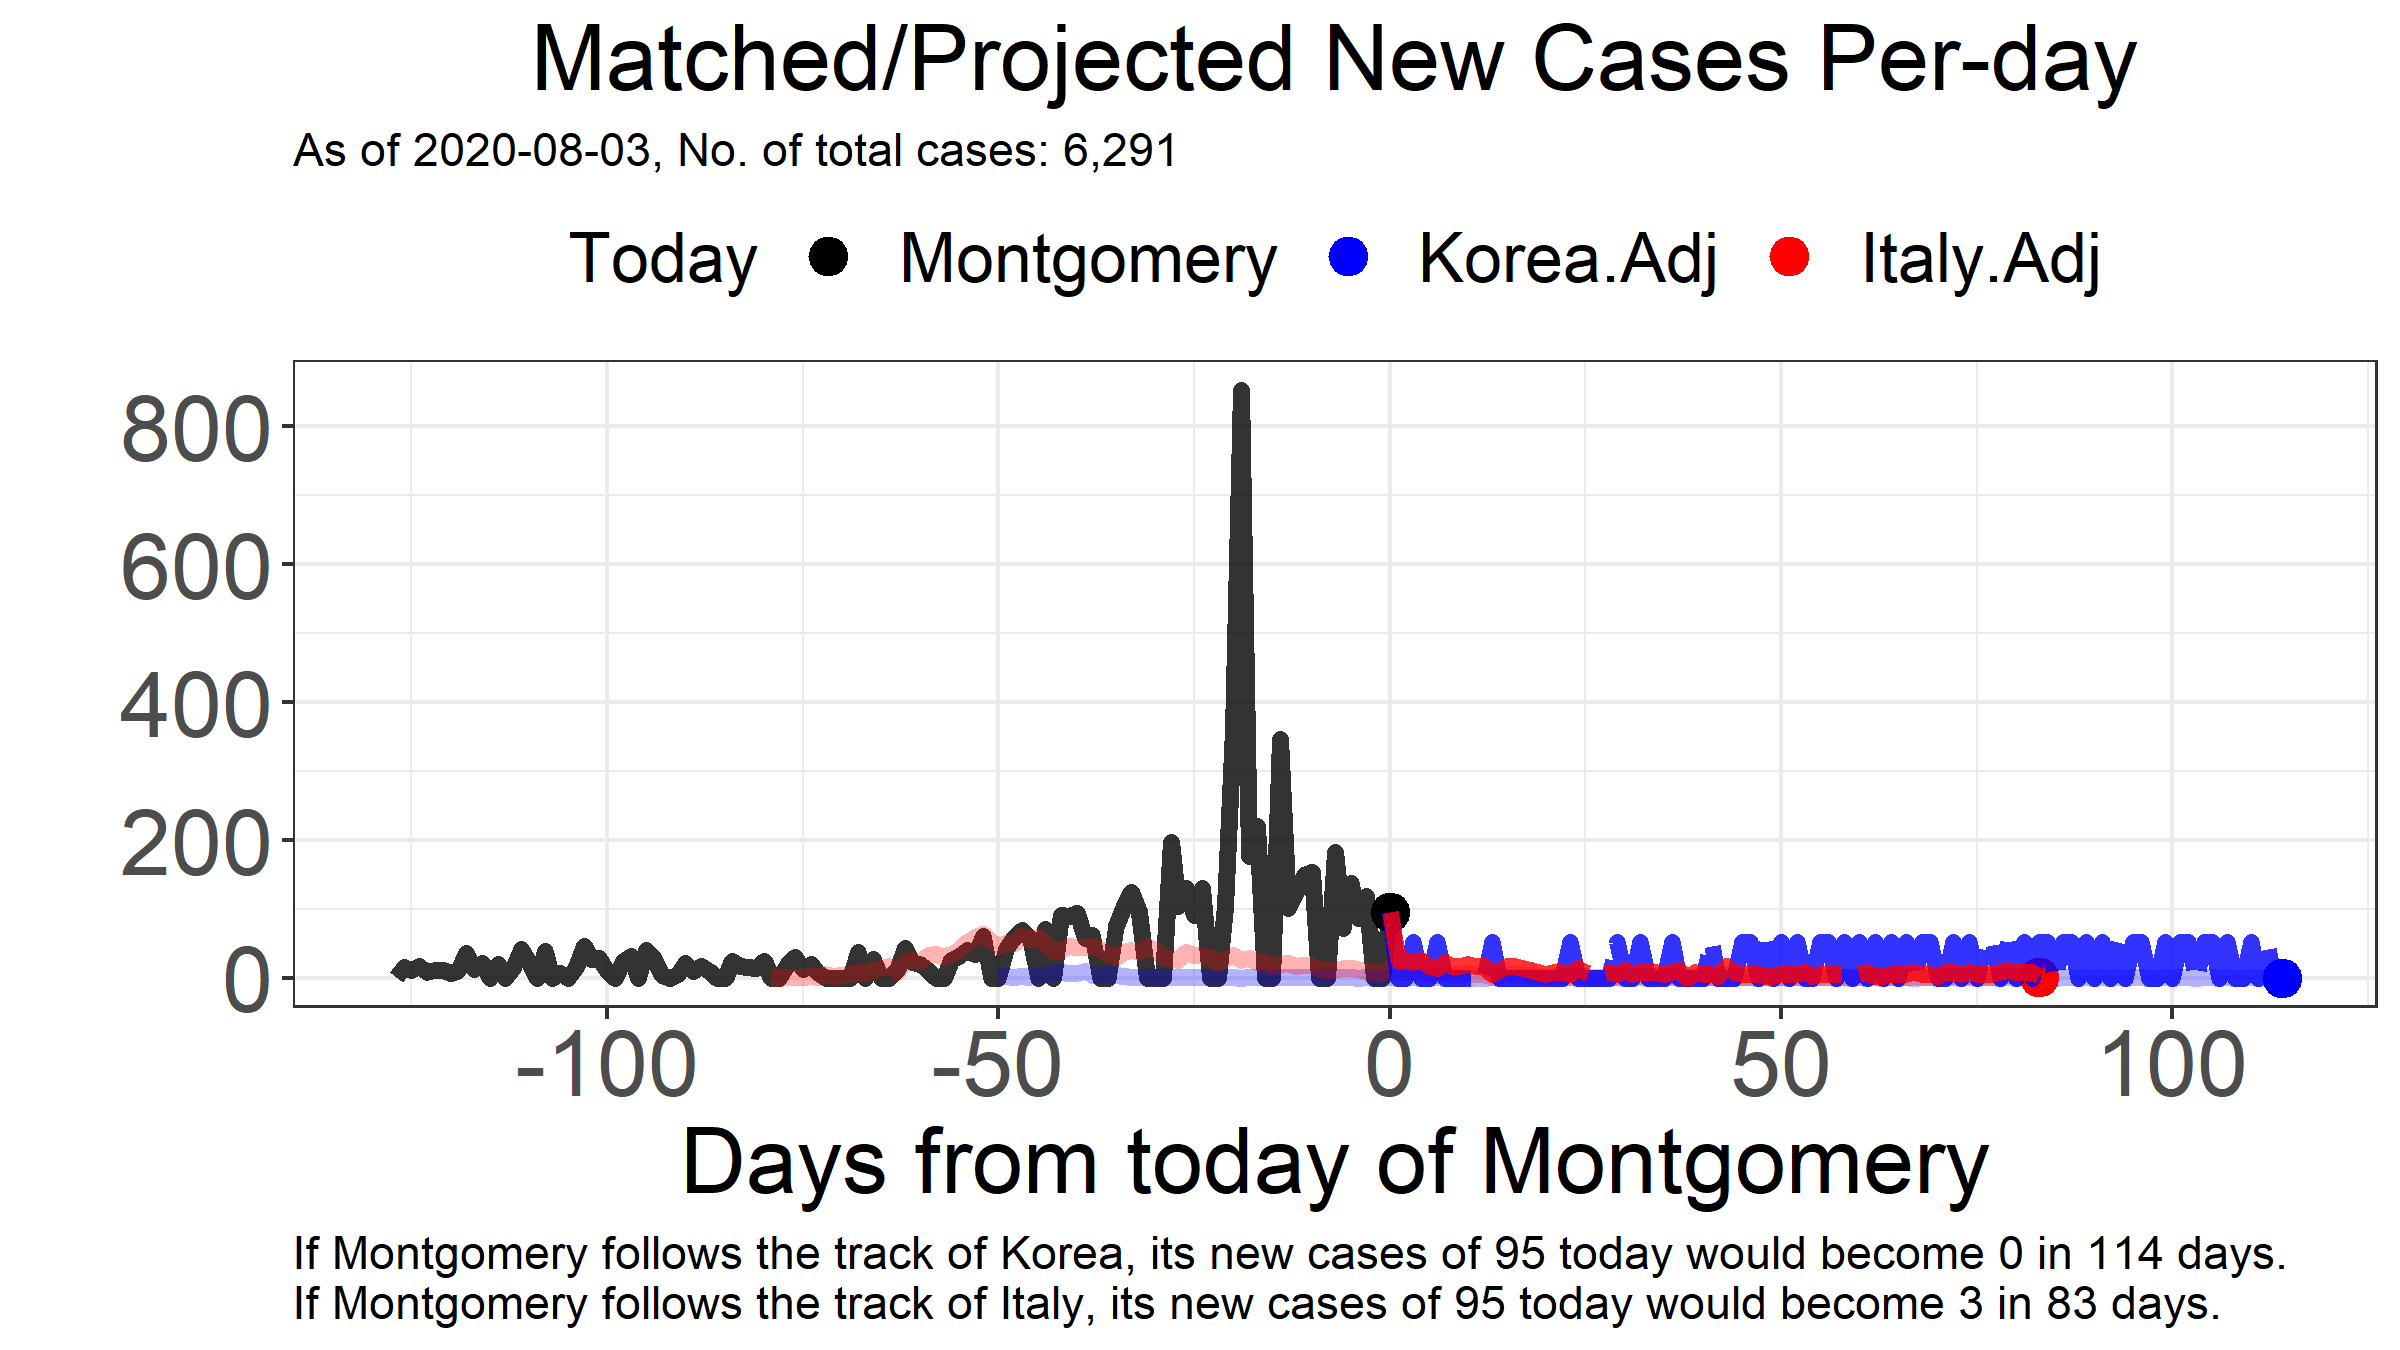 Matched/Projected New Cases Per-day
As of 2020-08-03, No. of total cases: 6,291
Today Montgomery Korea.Adj Italy.Adj
800
600
400
200
0
-100 -50 0 50 100
Days from today of Montgomery
If Montgomery follows the track of Korea, its new cases of 95 today would become 0 in 114 days.
If Montgomery follows the track of Italy, its new cases of 95 today would become 3 in 83 days.